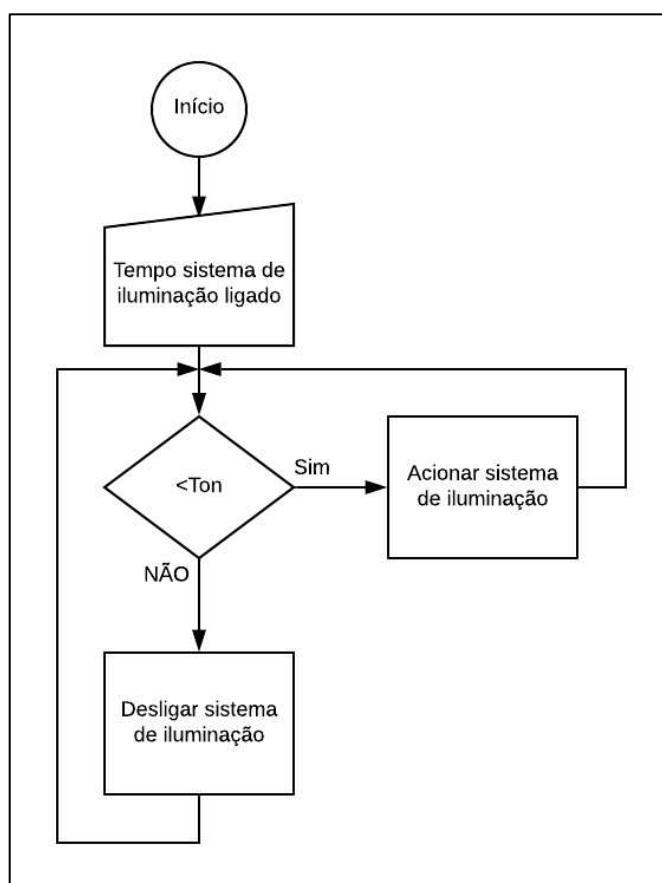 Início
Tempo sistema de
iluminação ligado
<Ton
Sim
Acionar sistema
de iluminação
NÃO
Desligar sistema
de iluminação